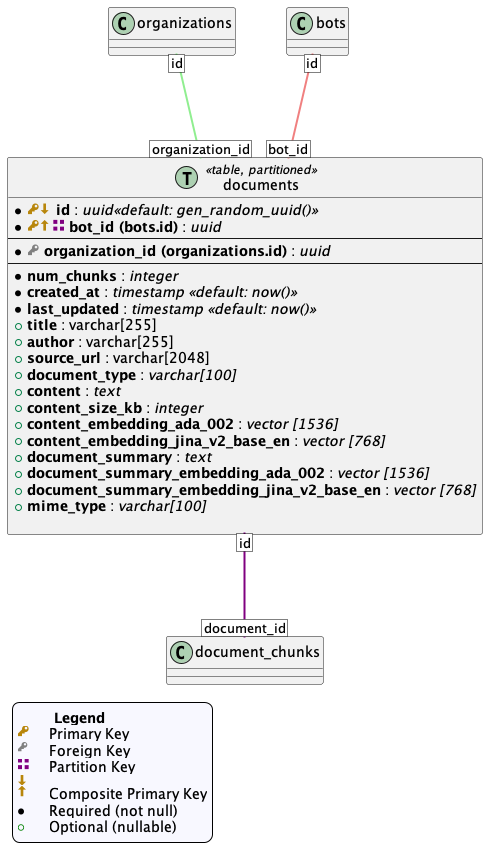 C organizations
C bots
id
id
organization_id
bot_id
T «table, partitioned»
documents
id : uuid«default: gen_random_uuid()»
bot_id (bots.id) : uuid
organization_id (organizations.id) : uuid
num_chunks : integer
created_at : timestamp «default: now()»
last_updated : timestamp «default: now()»
title : varchar[255]
author : varchar[255]
source_url : varchar[2048]
document_type : varchar[100]
content : text
content_size_kb : integer
content_embedding_ada_002 : vector [1536]
content_embedding_jina_v2_base_en : vector [768]
document_summary : text
document_summary_embedding_ada_002 : vector [1536]
document_summary_embedding_jina_v2_base_en : vector [768]
mime_type : varchar[100]
id
document_id
C document_chunks
Legend
Primary Key
Foreign Key
Partition Key
Composite Primary Key
Required (not null)
Optional (nullable)